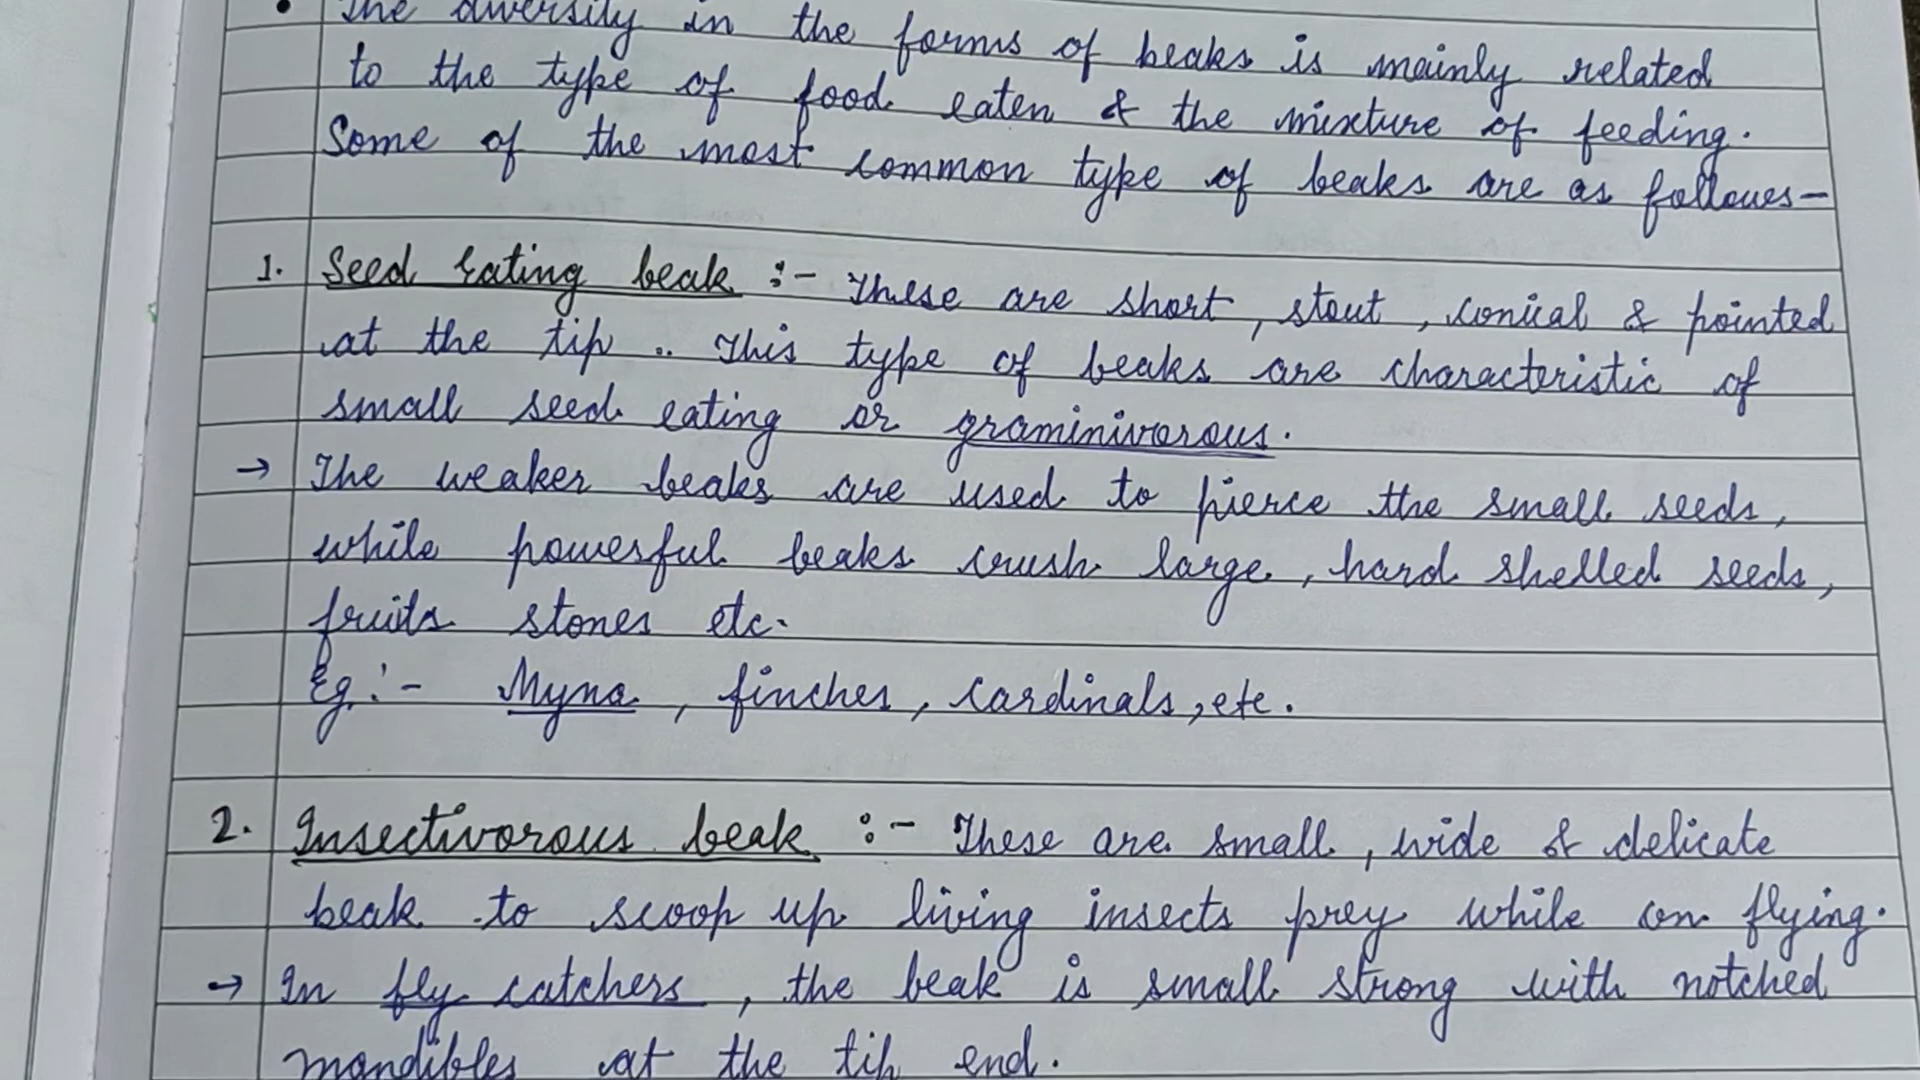 • The diversity in the forms of beaks is mainly related
to the type of food eaten & the mixture of feeding.
Some of the most common type of beaks are as follows-
1. Seed Eating beak :- These are short, stout, conical & pointed
at the tip.. This type of beaks are characteristic of
small seed eating or graminivorous.
→ The weaker beaks are used to pierce the small seeds,
while powerful beaks crush large, hard shelled seeds,
fruits stones etc.
Eg:- Myna, finches, cardinals, etc.
2. Insectivorous beak :- These are small, wide & delicate
beak to scoop up living insects prey while on flying.
→ In fly catchers, the beak is small strong with notched
mandibles at the tip end.